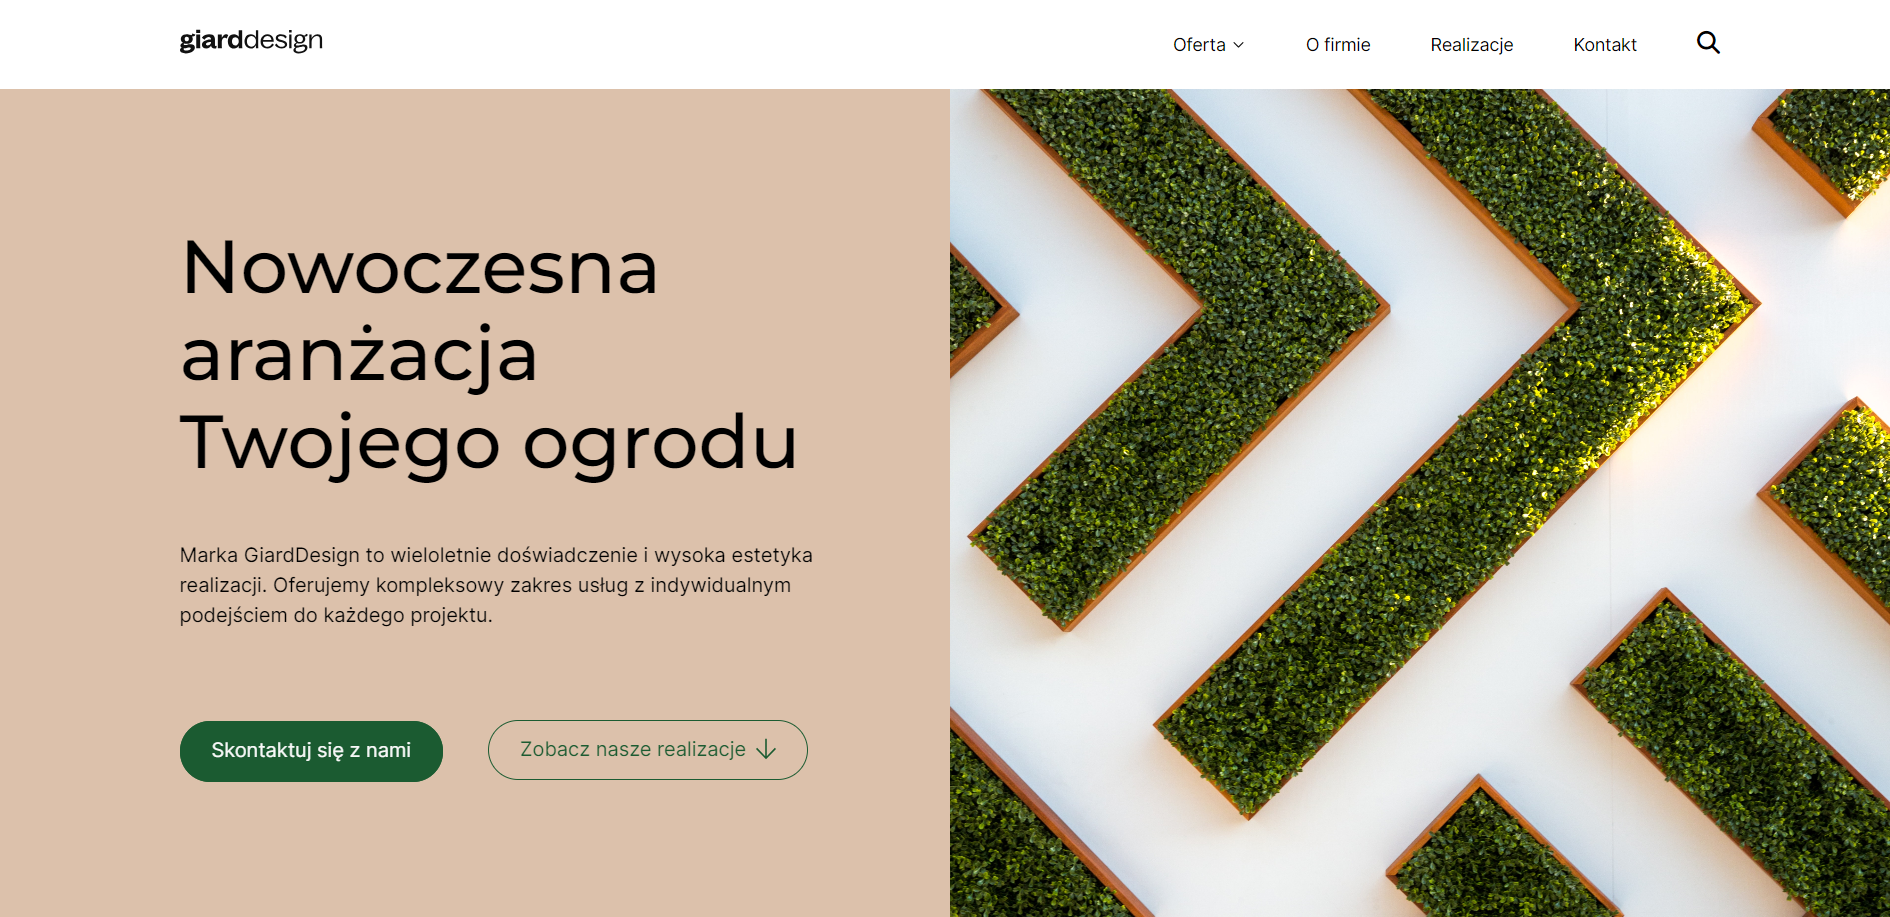 giarddesign
Oferta
O firmie
Realizacje
Kontakt
Nowoczesna
aranżacja
Twojego ogrodu
Marka GiardDesign to wieloletnie doświadczenie i wysoka estetyka
realizacji. Oferujemy kompleksowy zakres usług z indywidualnym
podejściem do każdego projektu.
Skontaktuj się z nami
Zobacz nasze realizacje